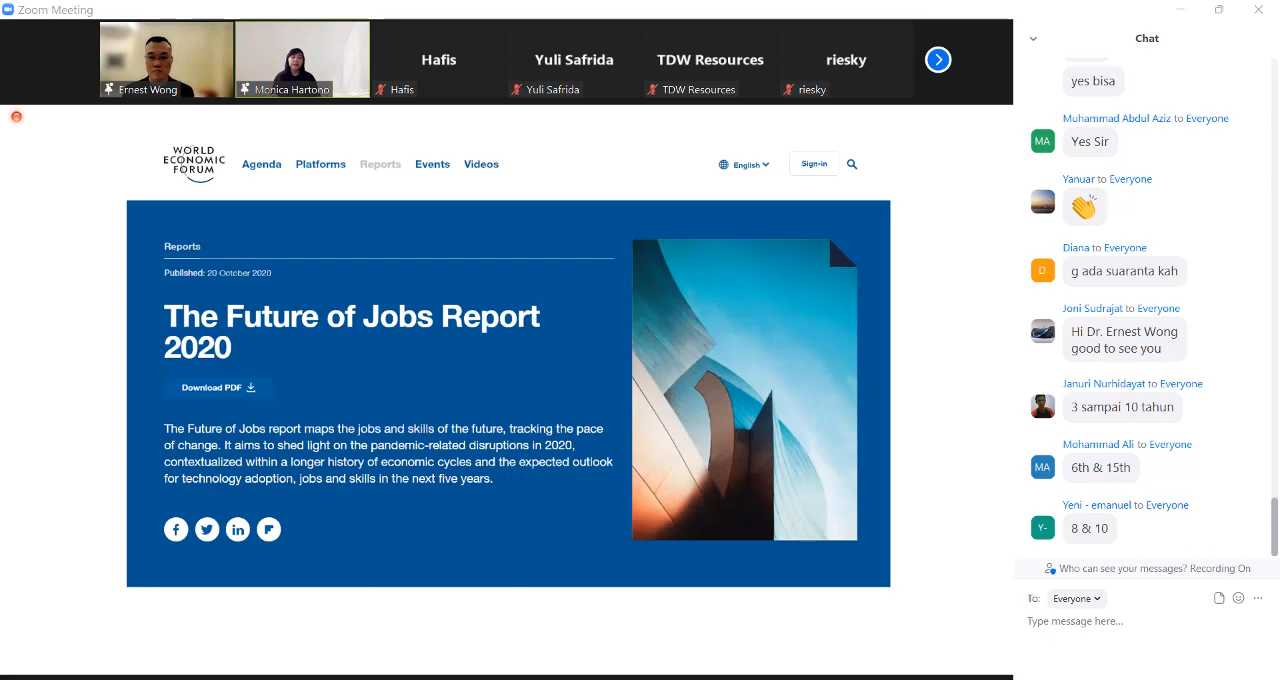 Zoom Meeting
Ernest Wong
Monica Hartono
Hafis
Hafis
Yuli Safrida
Yuli Safrida
TDW Resources
TDW Resources
riesky
riesky
WORLD
ECONOMIC
FORUM
Agenda
Platforms
Reports
Events
Videos
English
Sign-in
Reports
Published: 20 October 2020
The Future of Jobs Report
2020
Download PDF
The Future of Jobs report maps the jobs and skills of the future, tracking the pace
of change. It aims to shed light on the pandemic-related disruptions in 2020,
contextualized within a longer history of economic cycles and the expected outlook
for technology adoption, jobs and skills in the next five years.
Chat
yes bisa
Muhammad Abdul Aziz to Everyone
MA
Yes Sir
Yanuar to Everyone
Diana to Everyone
D
g ada suaranta kah
Joni Sudrajat to Everyone
Hi Dr. Ernest Wong
good to see you
Januri Nurhidayat to Everyone
3 sampai 10 tahun
Mohammad Ali to Everyone
MA
6th & 15th
Yeni - emanuel to Everyone
Y-
8 & 10
Who can see your messages? Recording On
To: Everyone
Type message here...